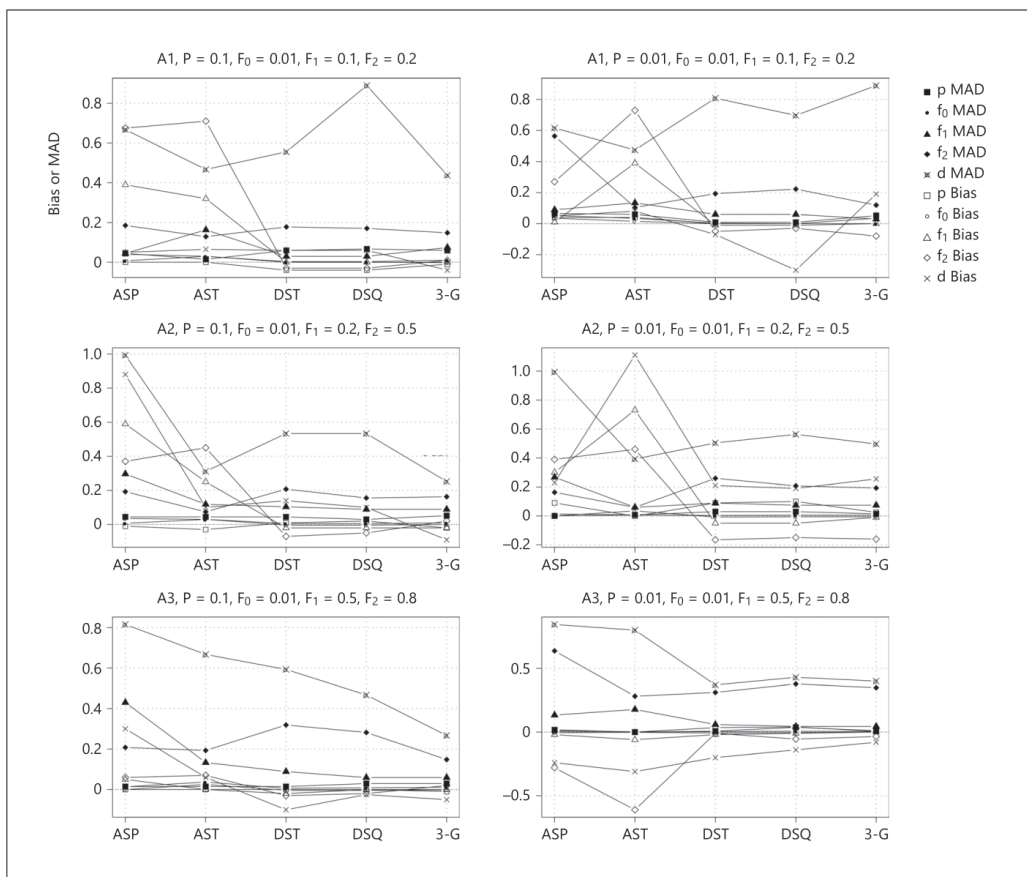 A1, P = 0.1, F₀ = 0.01, F₁ = 0.1, F₂ = 0.2
A1, P = 0.01, F₀ = 0.01, F₁ = 0.1, F₂ = 0.2
Bias or MAD
0.8
0.6
0.4
0.2
0
ASP AST DST DSQ 3-G
0.8
0.6
0.4
0.2
0
−0.2
ASP AST DST DSQ 3-G
p MAD
f₀ MAD
f₁ MAD
f₂ MAD
d MAD
p Bias
f₀ Bias
f₁ Bias
f₂ Bias
d Bias
A2, P = 0.1, F₀ = 0.01, F₁ = 0.2, F₂ = 0.5
A2, P = 0.01, F₀ = 0.01, F₁ = 0.2, F₂ = 0.5
1.0
0.8
0.6
0.4
0.2
0
ASP AST DST DSQ 3-G
1.0
0.8
0.6
0.4
0.2
0
−0.2
ASP AST DST DSQ 3-G
A3, P = 0.1, F₀ = 0.01, F₁ = 0.5, F₂ = 0.8
A3, P = 0.01, F₀ = 0.01, F₁ = 0.5, F₂ = 0.8
0.8
0.6
0.4
0.2
0
ASP AST DST DSQ 3-G
0.5
0
−0.5
ASP AST DST DSQ 3-G